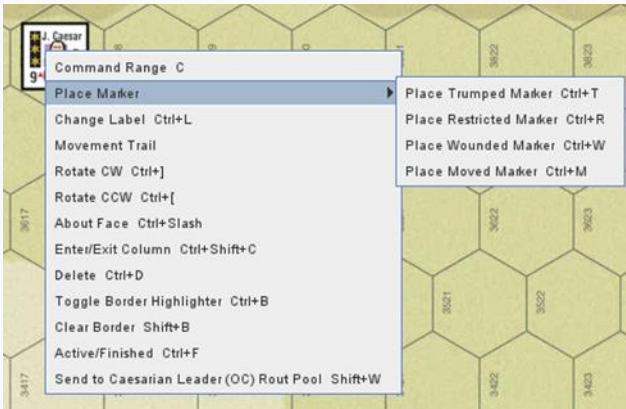 J. Caesar
9
3822
3823
Command Range C
Place Marker
Change Label Ctrl+L
Movement Trail
Rotate CW Ctrl+]
Rotate CCW Ctrl+[
About Face Ctrl+Slash
Enter/Exit Column Ctrl+Shift+C
Delete Ctrl+D
Toggle Border Highlighter Ctrl+B
Clear Border Shift+B
Active/Finished Ctrl+F
Send to Caesarian Leader (OC) Rout Pool Shift+W
Place Trumped Marker Ctrl+T
Place Restricted Marker Ctrl+R
Place Wounded Marker Ctrl+W
Place Moved Marker Ctrl+M
3617
3622
3623
3521
3522
3417
3422
3423